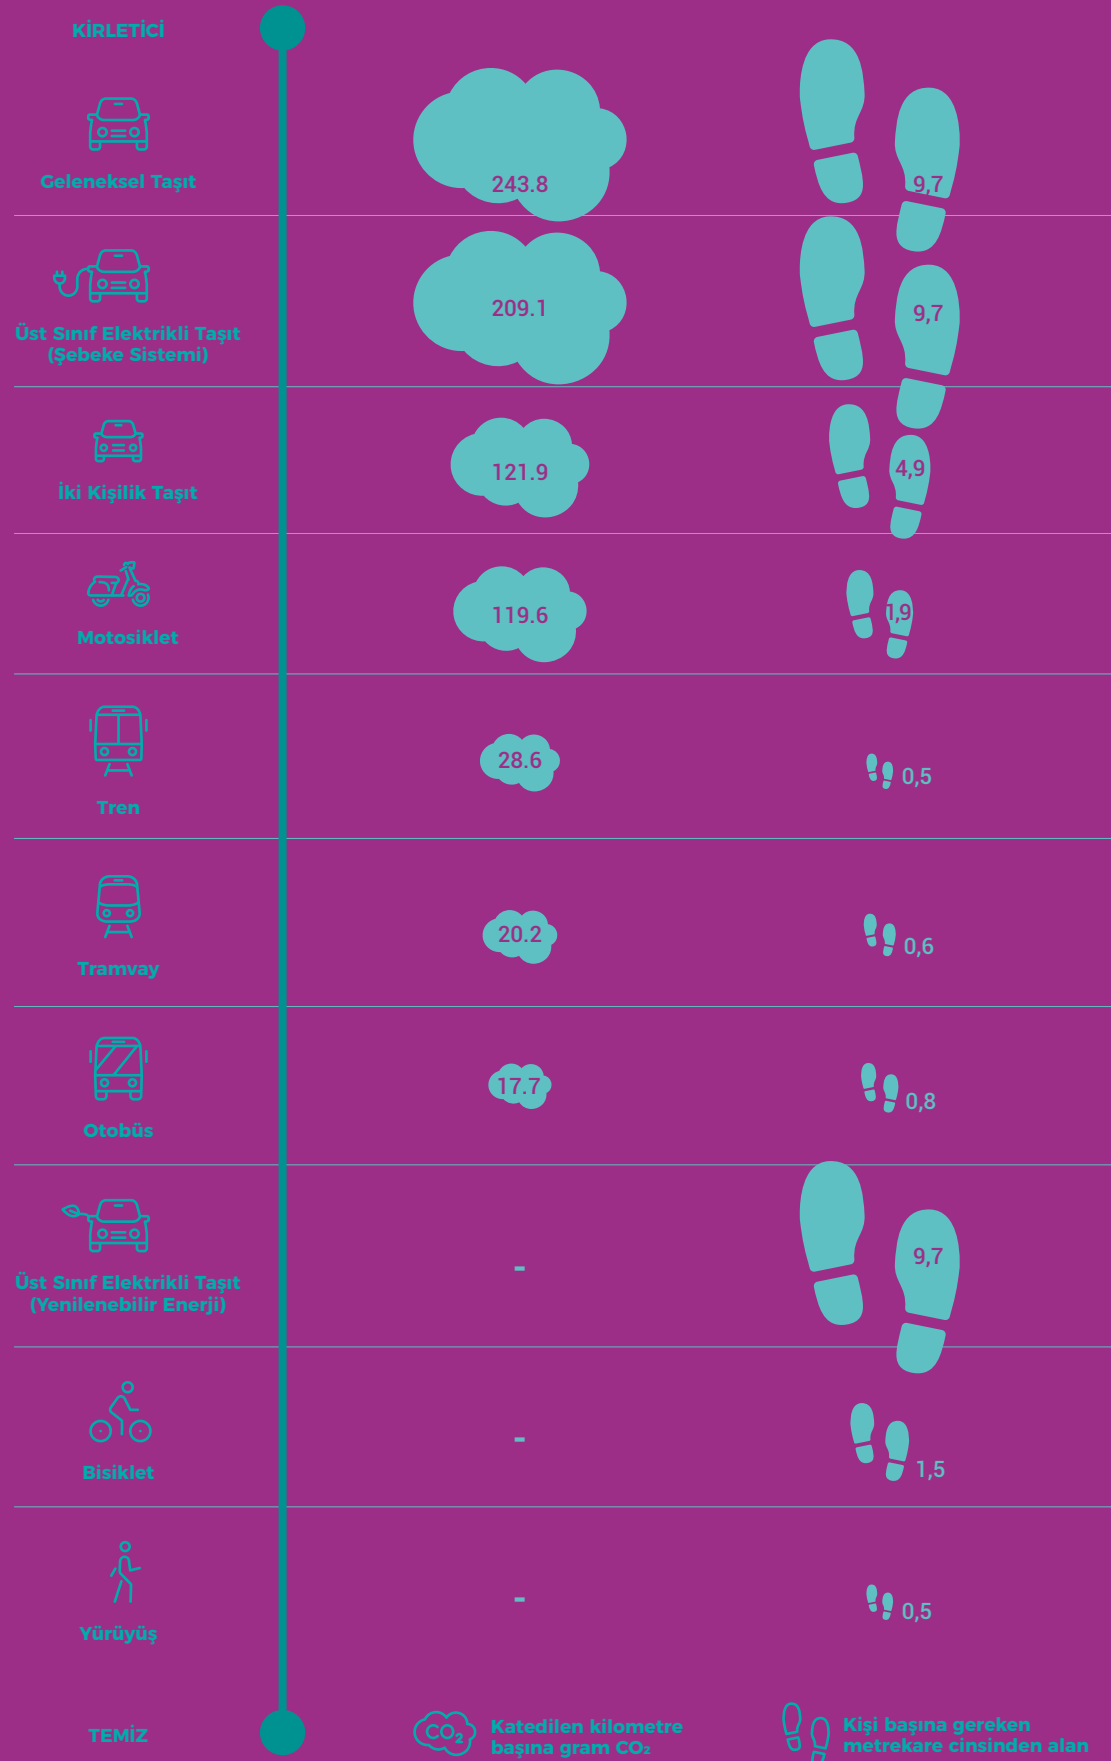 KİRLETİCİ
Geleneksel Taşıt
243.8
9,7
Üst Sınıf Elektrikli Taşıt
(Şebeke Sistemi)
209.1
9,7
İki Kişilik Taşıt
121.9
4,9
Motosiklet
119.6
1,9
Tren
28.6
0,5
Tramvay
20.2
0,6
Otobüs
17.7
0,8
Üst Sınıf Elektrikli Taşıt
(Yenilenebilir Enerji)
-
9,7
Bisiklet
-
1,5
Yürüyüş
-
0,5
TEMİZ
CO₂
Katedilen kilometre
başına gram CO₂
Kişi başına gereken
metrekare cinsinden alan